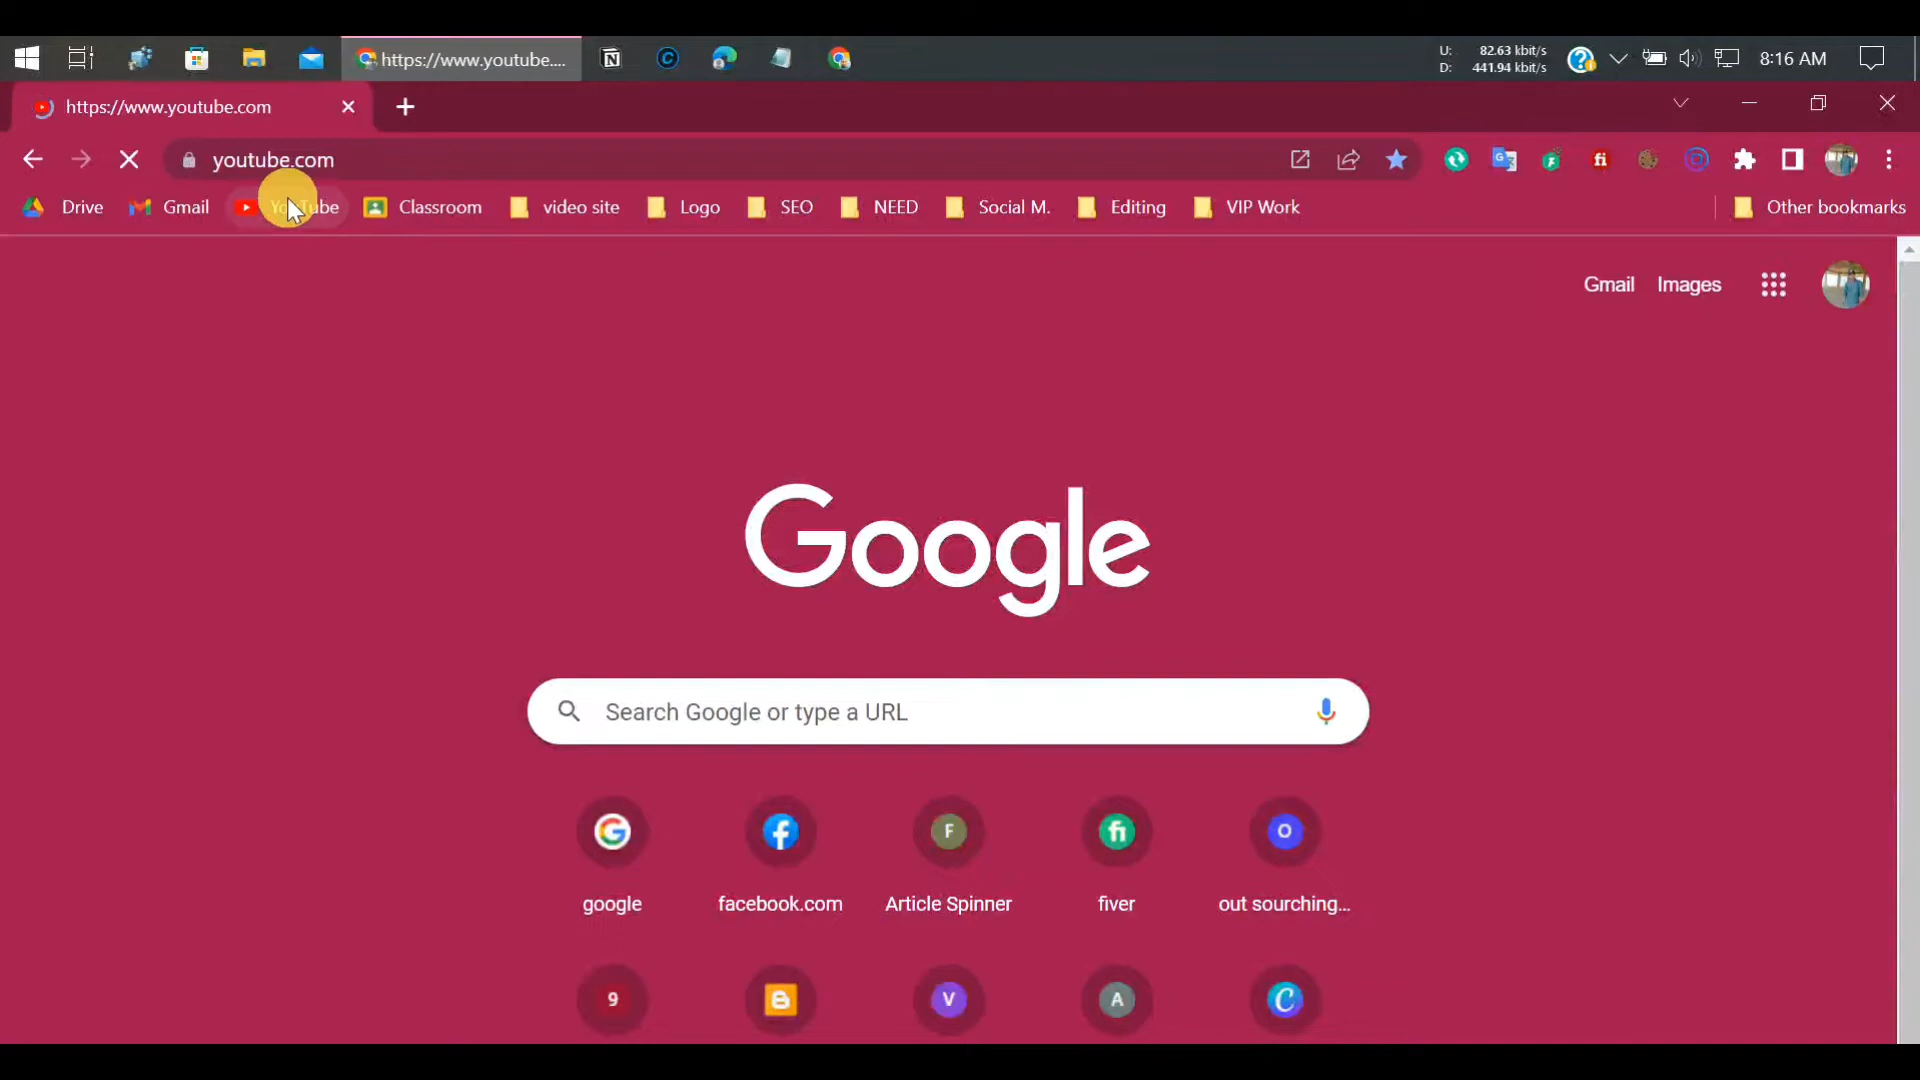 https://www.youtube....
U: 82.63 kbit/s
D: 441.94 kbit/s
8:16 AM
https://www.youtube.com
youtube.com
Drive Gmail YouTube Classroom video site Logo SEO NEED Social M. Editing VIP Work Other bookmarks
Gmail Images
Google
Search Google or type a URL
F O
google facebook.com Article Spinner fiver out sourching...
9 V A